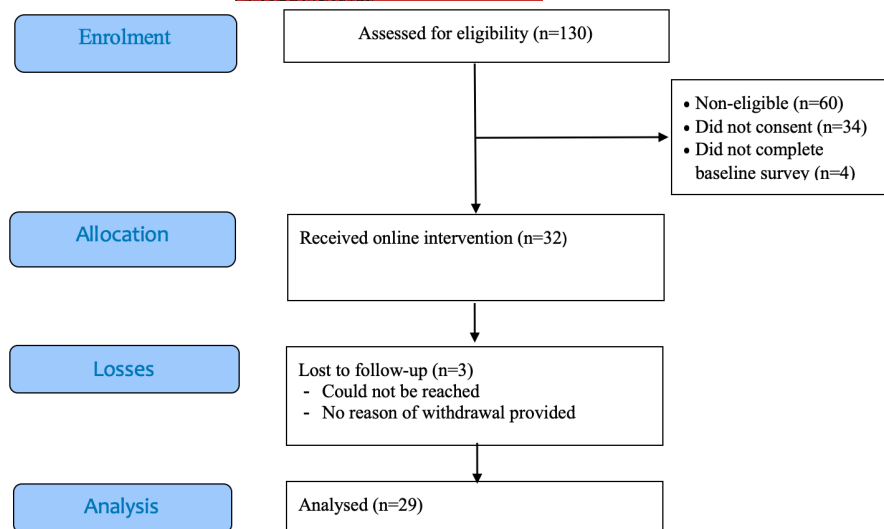 Enrolment
Assessed for eligibility (n=130)
• Non-eligible (n=60)
• Did not consent (n=34)
• Did not complete
baseline survey (n=4)
Allocation
Received online intervention (n=32)
Losses
Lost to follow-up (n=3)
- Could not be reached
- No reason of withdrawal provided
Analysis
Analysed (n=29)